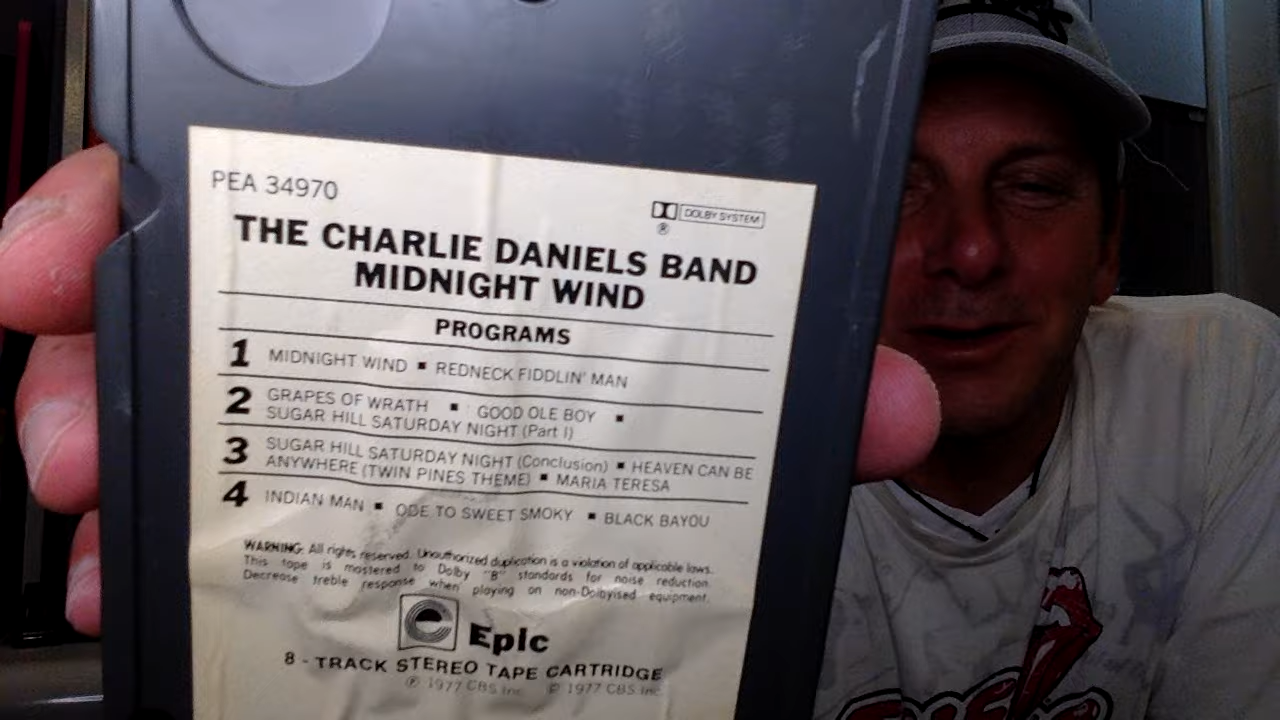 PEA 34970
DOLBY SYSTEM
®
THE CHARLIE DANIELS BAND
MIDNIGHT WIND
PROGRAMS
1 MIDNIGHT WIND ▪ REDNECK FIDDLIN' MAN
2 GRAPES OF WRATH ▪ GOOD OLE BOY ▪
SUGAR HILL SATURDAY NIGHT (Part I)
3 SUGAR HILL SATURDAY NIGHT (Conclusion) ▪ HEAVEN CAN BE
ANYWHERE (TWIN PINES THEME) ▪ MARIA TERESA
4 INDIAN MAN ▪ ODE TO SWEET SMOKY ▪ BLACK BAYOU
WARNING: All rights reserved. Unauthorized duplication is a violation of applicable laws.
This tape is mastered to Dolby "B" standards for noise reduction.
Decrease treble response when playing on non-Dolbyised equipment.
e Epic
8 - TRACK STEREO TAPE CARTRIDGE
℗ 1977 CBS Inc. © 1977 CBS Inc.